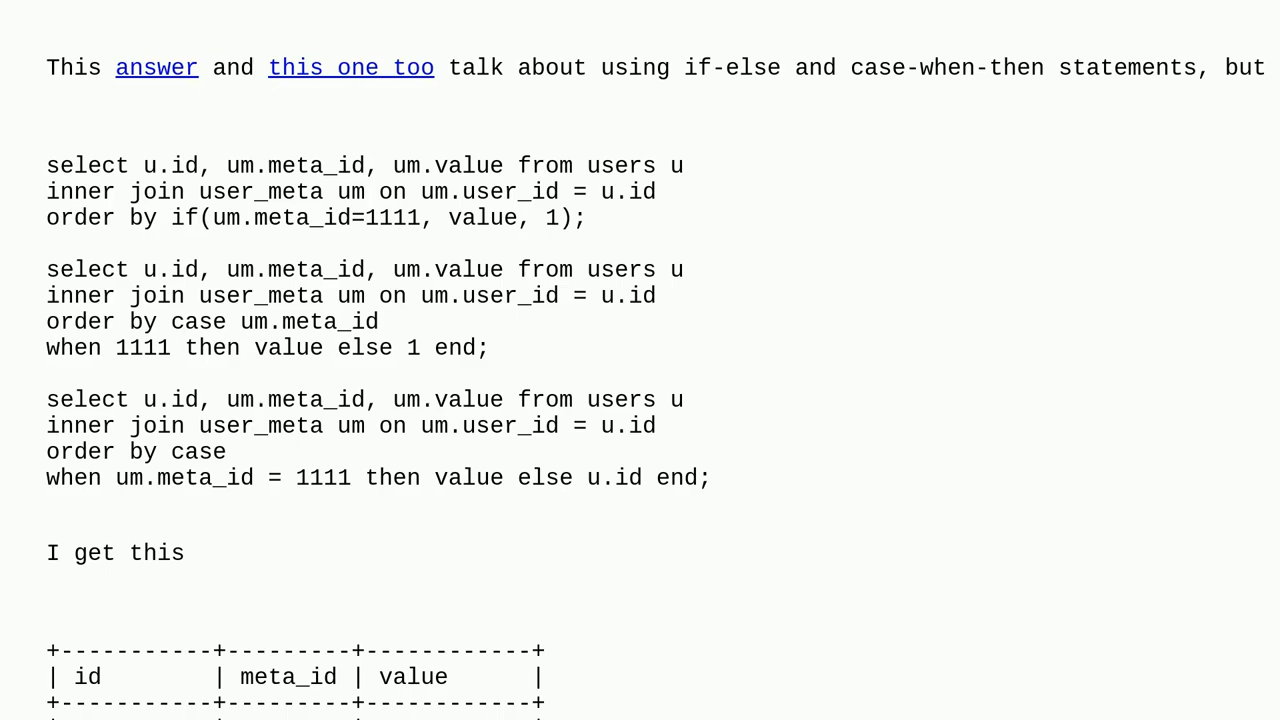 This answer and this one too talk about using if-else and case-when-then statements, but
select u.id, um.meta_id, um.value from users u
inner join user_meta um on um.user_id = u.id
order by if(um.meta_id=1111, value, 1);
select u.id, um.meta_id, um.value from users u
inner join user_meta um on um.user_id = u.id
order by case um.meta_id
when 1111 then value else 1 end;
select u.id, um.meta_id, um.value from users u
inner join user_meta um on um.user_id = u.id
order by case
when um.meta_id = 1111 then value else u.id end;
I get this
+-----------+---------+------------+
| id        | meta_id | value      |
+-----------+---------+------------+